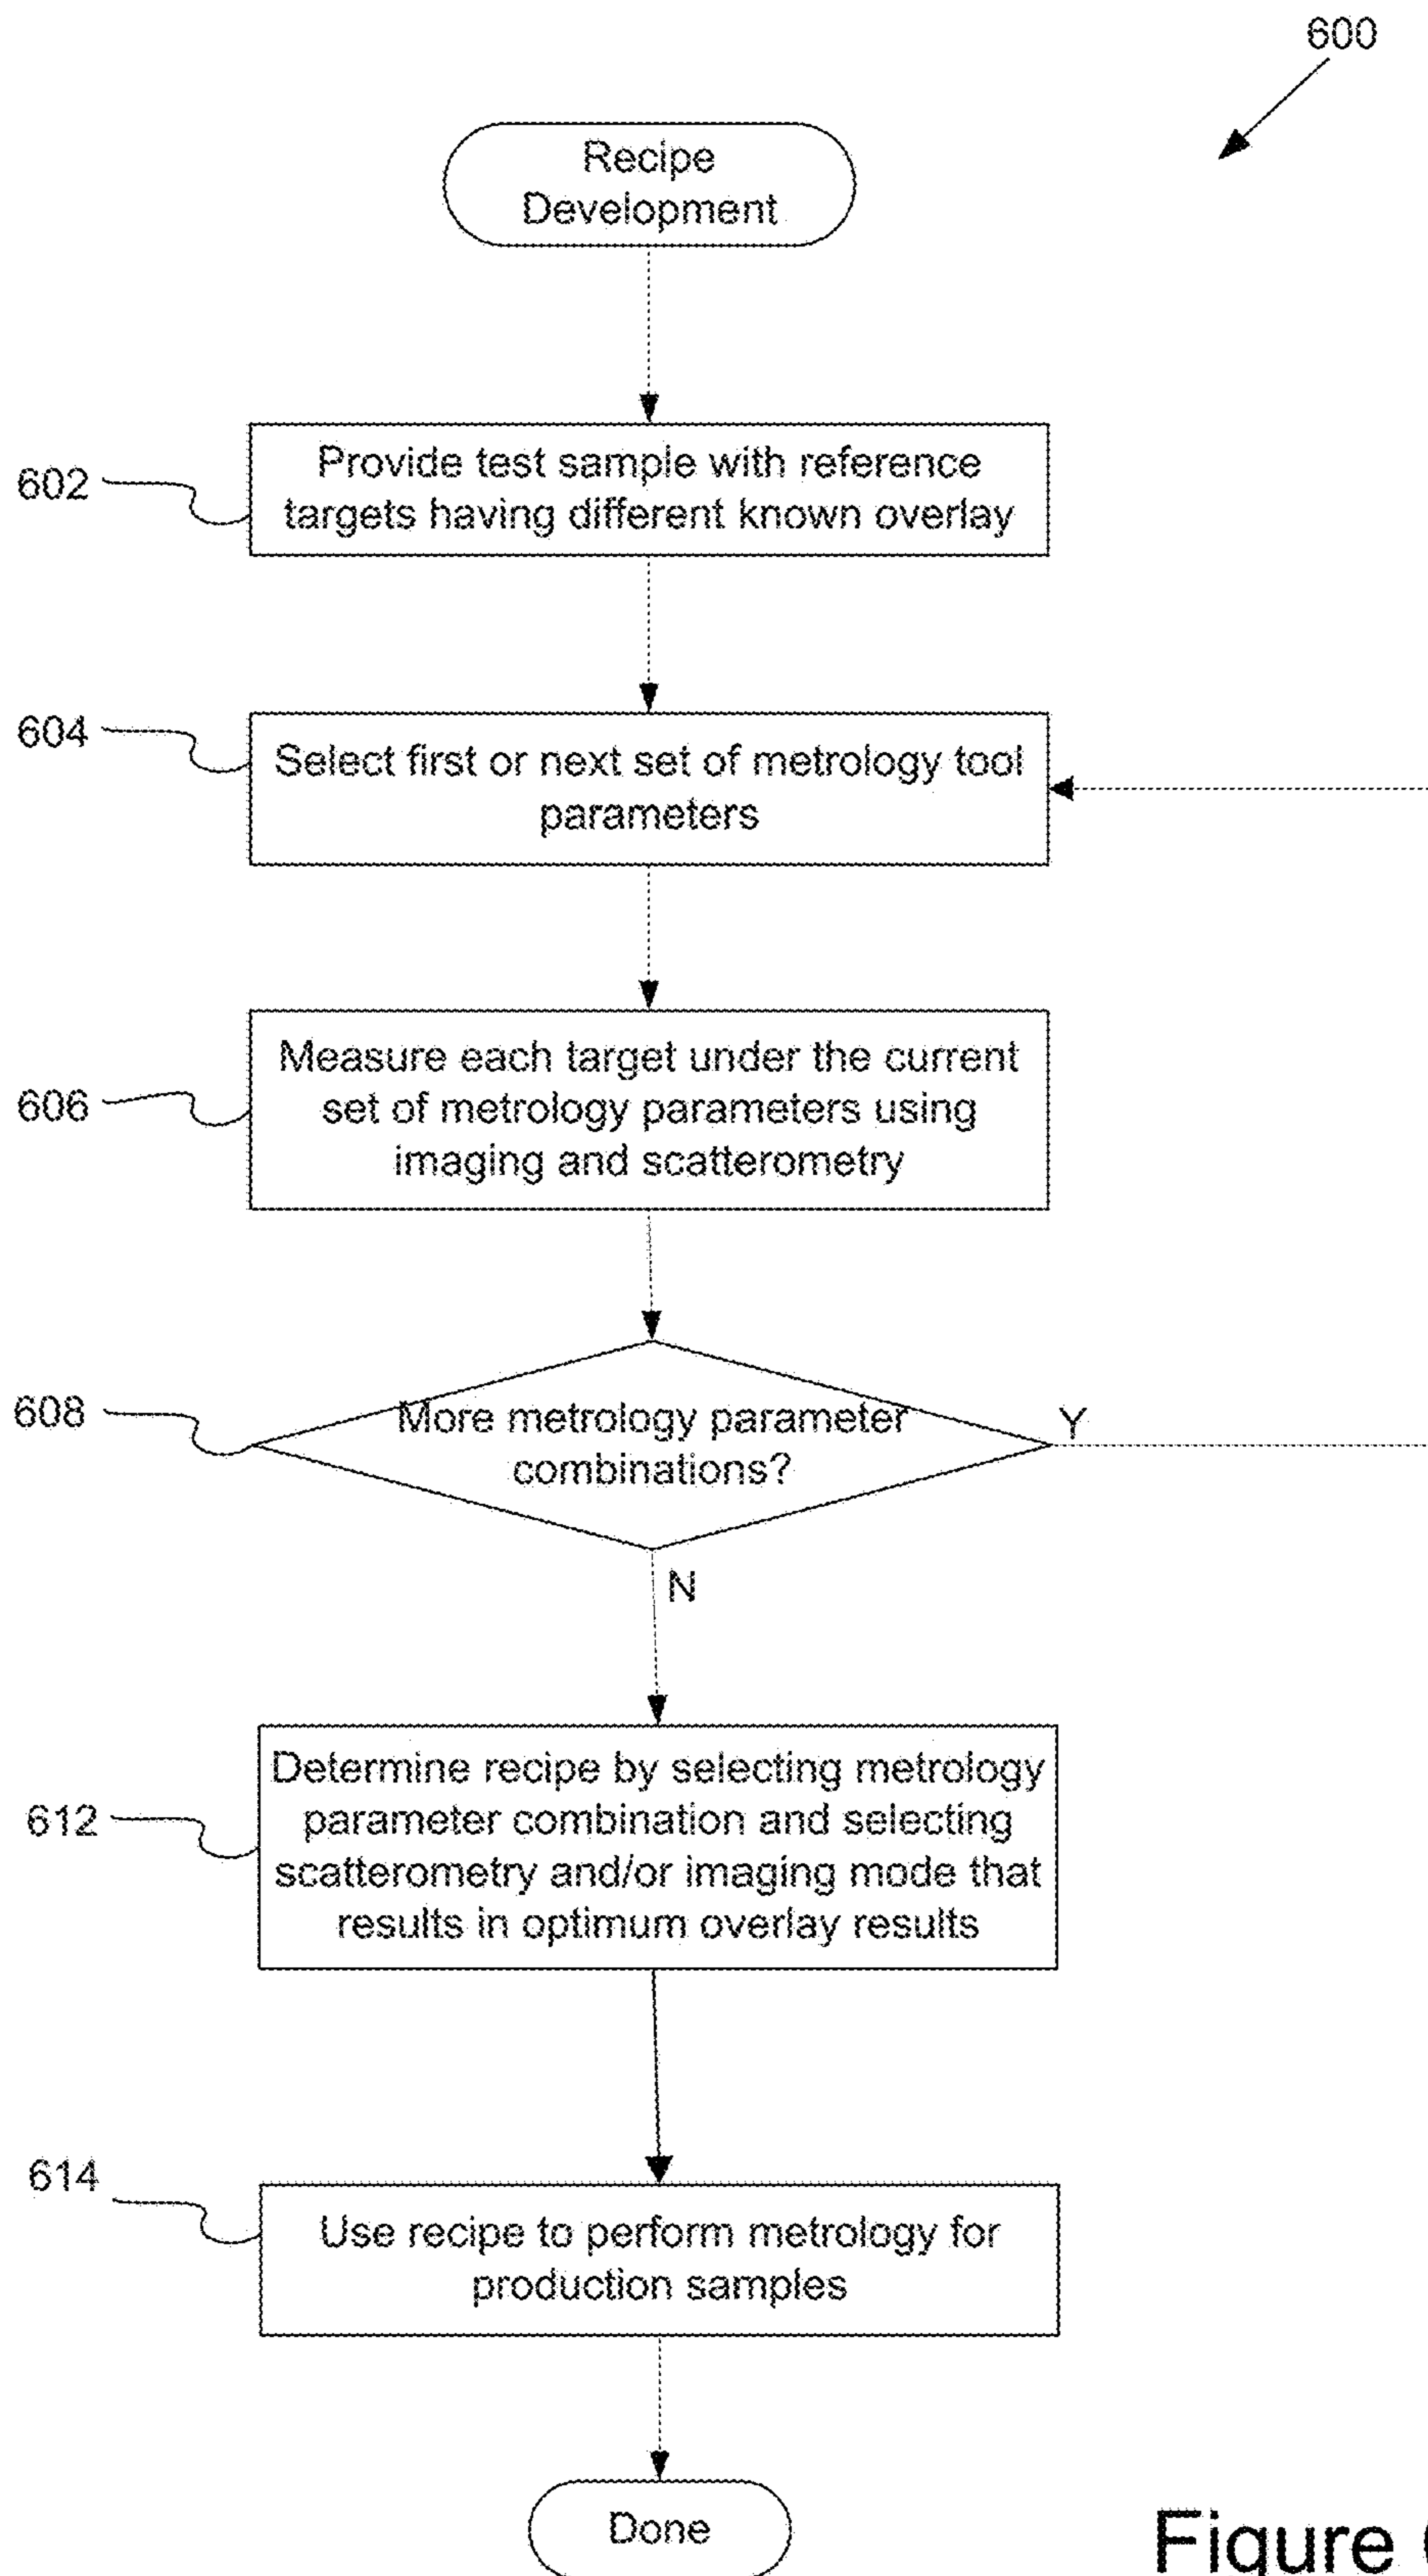 600
Recipe
Development
602
Provide test sample with reference
targets having different known overlay
604
Select first or next set of metrology tool
parameters
606
Measure each target under the current
set of metrology parameters using
imaging and scatterometry
608
More metrology parameter
combinations?
Y
N
612
Determine recipe by selecting metrology
parameter combination and selecting
scatterometry and/or imaging mode that
results in optimum overlay results
614
Use recipe to perform metrology for
production samples
Done
Figure